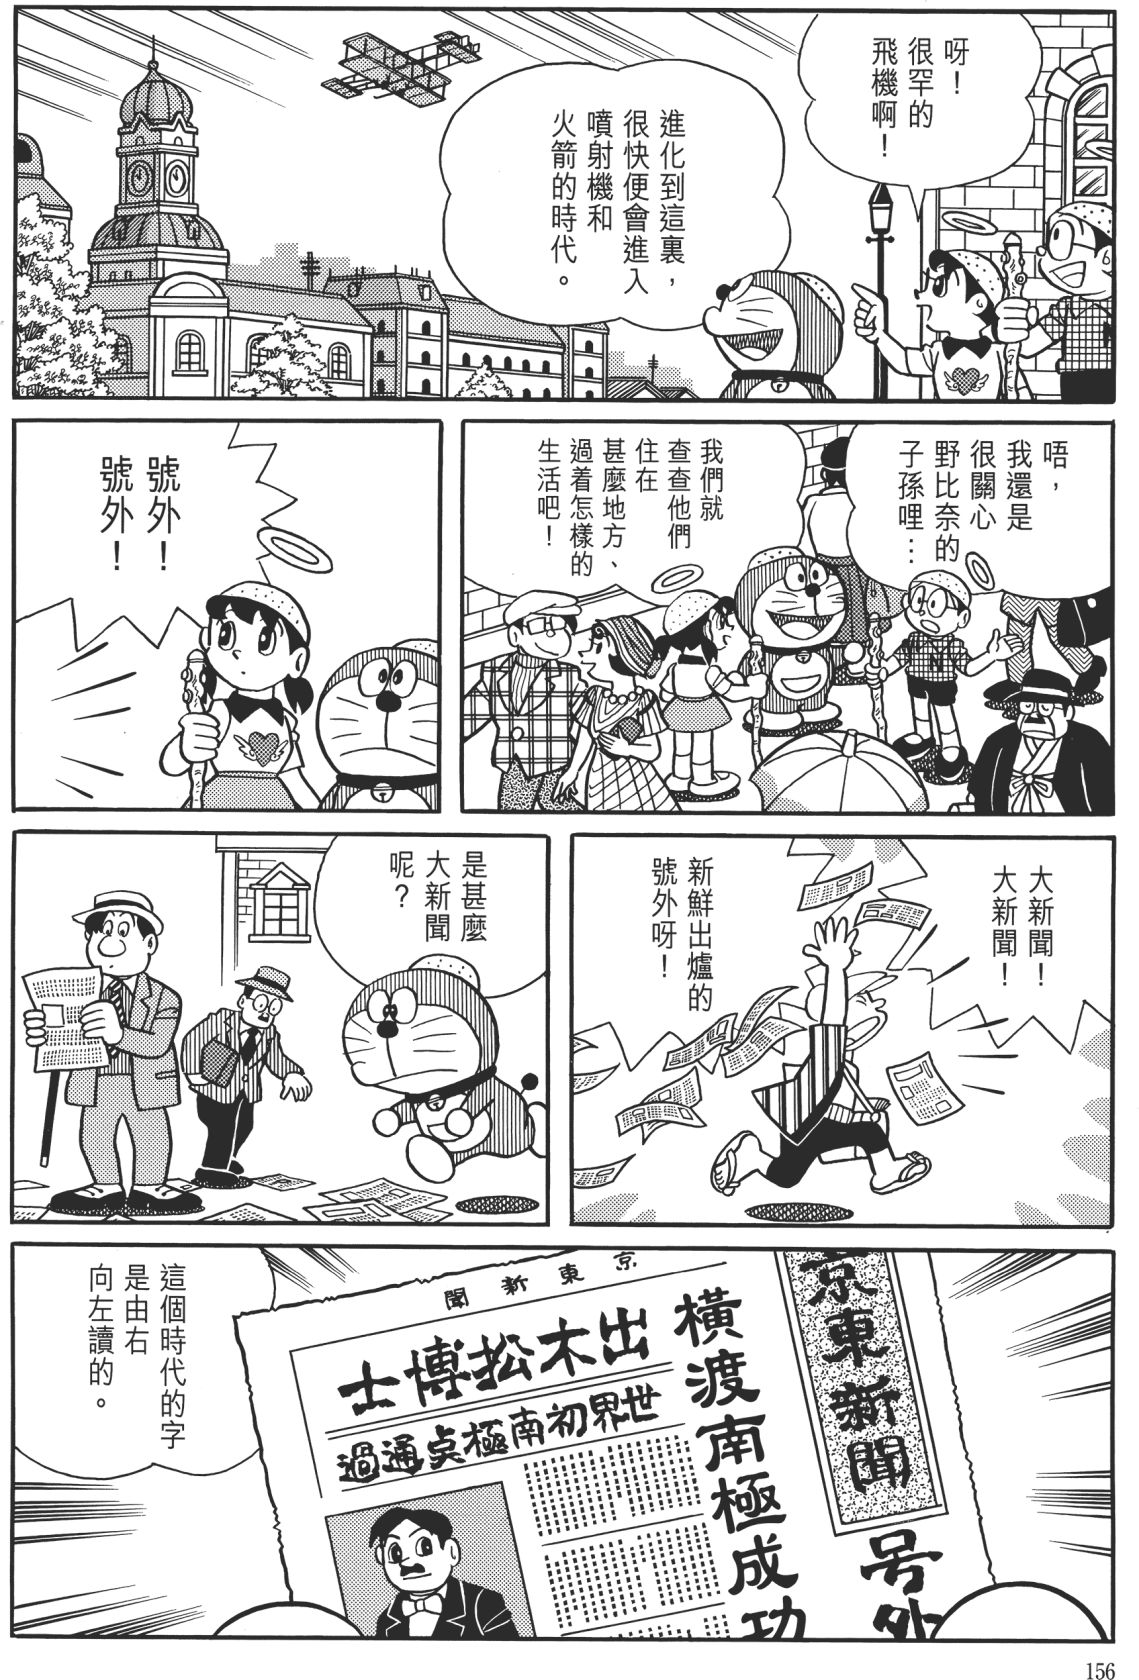 呀！
很罕的
飛機啊！
進化到這裏，
很快便會進入
噴射機和
火箭的時代。
唔，
我還是
很關心
野比奈的
子孫哩…
我們就
查查他們
住在
甚麼地方、
過着怎樣的
生活吧！
號外！
號外！
大新聞！
大新聞！
新鮮出爐的
號外呀！
是甚麼
大新聞
呢？
京東新聞
号外
京東新聞
橫渡南極成功
出木松博士
世界初南極点通過
這個時代的字
是由右
向左讀的。
N
156